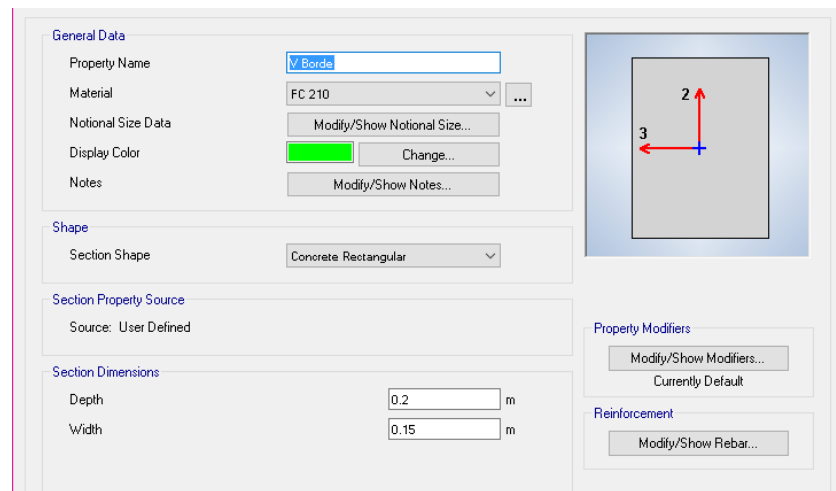 General Data
Property Name V Borde
Material FC 210 ...
Notional Size Data Modify/Show Notional Size...
Display Color Change...
Notes Modify/Show Notes...
2
3
Shape
Section Shape Concrete Rectangular
Section Property Source
Source: User Defined
Section Dimensions
Depth 0.2 m
Width 0.15 m
Property Modifiers
Modify/Show Modifiers...
Currently Default
Reinforcement
Modify/Show Rebar...